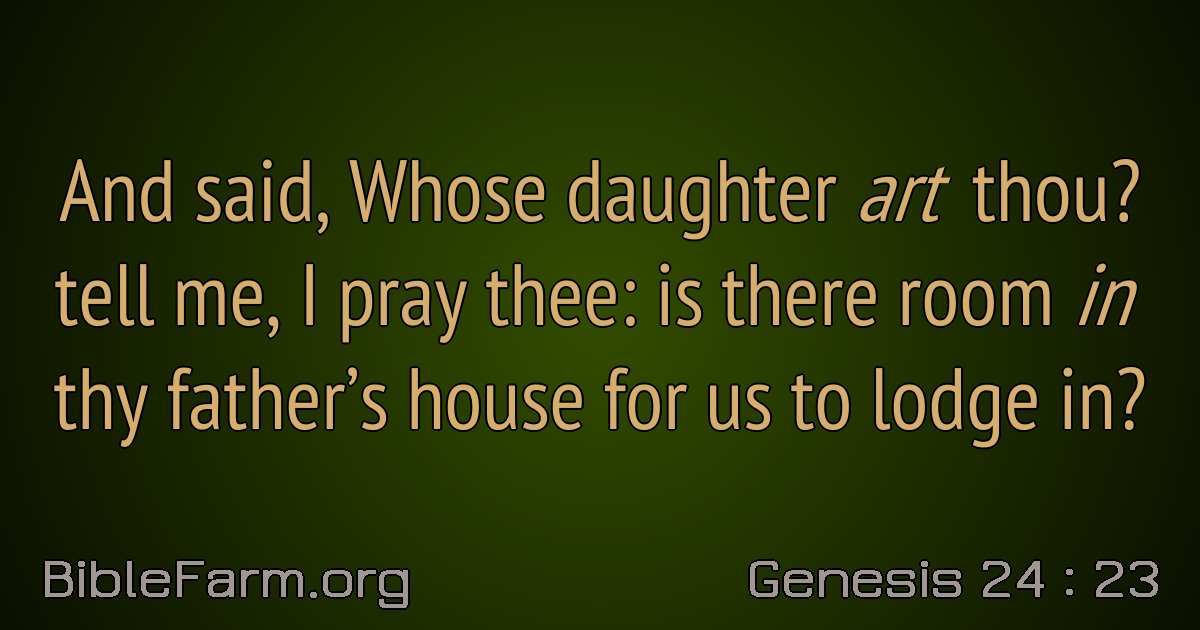 And said, Whose daughter art thou?
tell me, I pray thee: is there room in
thy father’s house for us to lodge in?
BibleFarm.org
Genesis 24 : 23